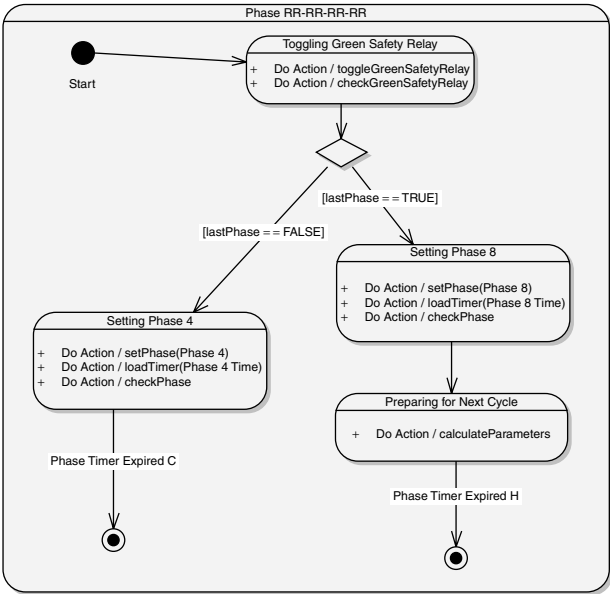 Phase RR-RR-RR-RR
Start
Toggling Green Safety Relay
+ Do Action / toggleGreenSafetyRelay
+ Do Action / checkGreenSafetyRelay
[lastPhase = = TRUE]
[lastPhase = = FALSE]
Setting Phase 8
+ Do Action / setPhase(Phase 8)
+ Do Action / loadTimer(Phase 8 Time)
+ Do Action / checkPhase
Setting Phase 4
+ Do Action / setPhase(Phase 4)
+ Do Action / loadTimer(Phase 4 Time)
+ Do Action / checkPhase
Preparing for Next Cycle
+ Do Action / calculateParameters
Phase Timer Expired C
Phase Timer Expired H